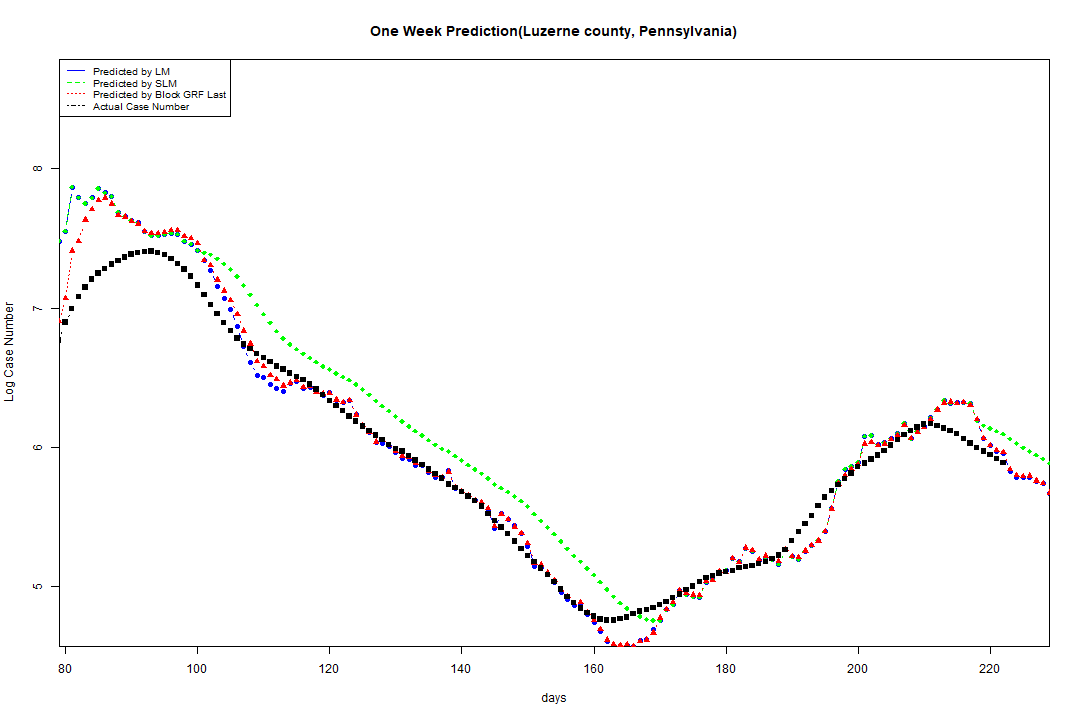 One Week Prediction(Luzerne county, Pennsylvania)
Predicted by LM
Predicted by SLM
Predicted by Block GRF Last
Actual Case Number
8
7
6
5
Log Case Number
80 100 120 140 160 180 200 220
days